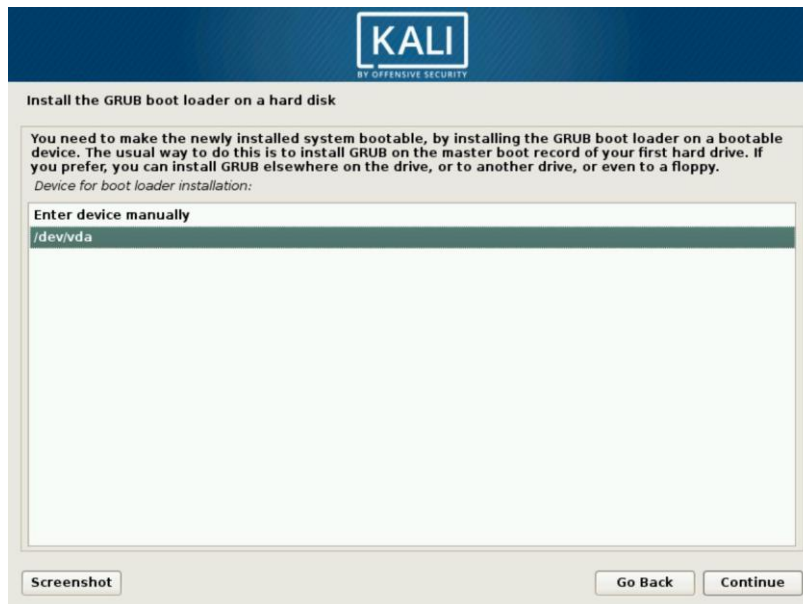 KALI
BY OFFENSIVE SECURITY
Install the GRUB boot loader on a hard disk
You need to make the newly installed system bootable, by installing the GRUB boot loader on a bootable
device. The usual way to do this is to install GRUB on the master boot record of your first hard drive. If
you prefer, you can install GRUB elsewhere on the drive, or to another drive, or even to a floppy.
Device for boot loader installation:
Enter device manually
/dev/vda
Screenshot
Go Back
Continue